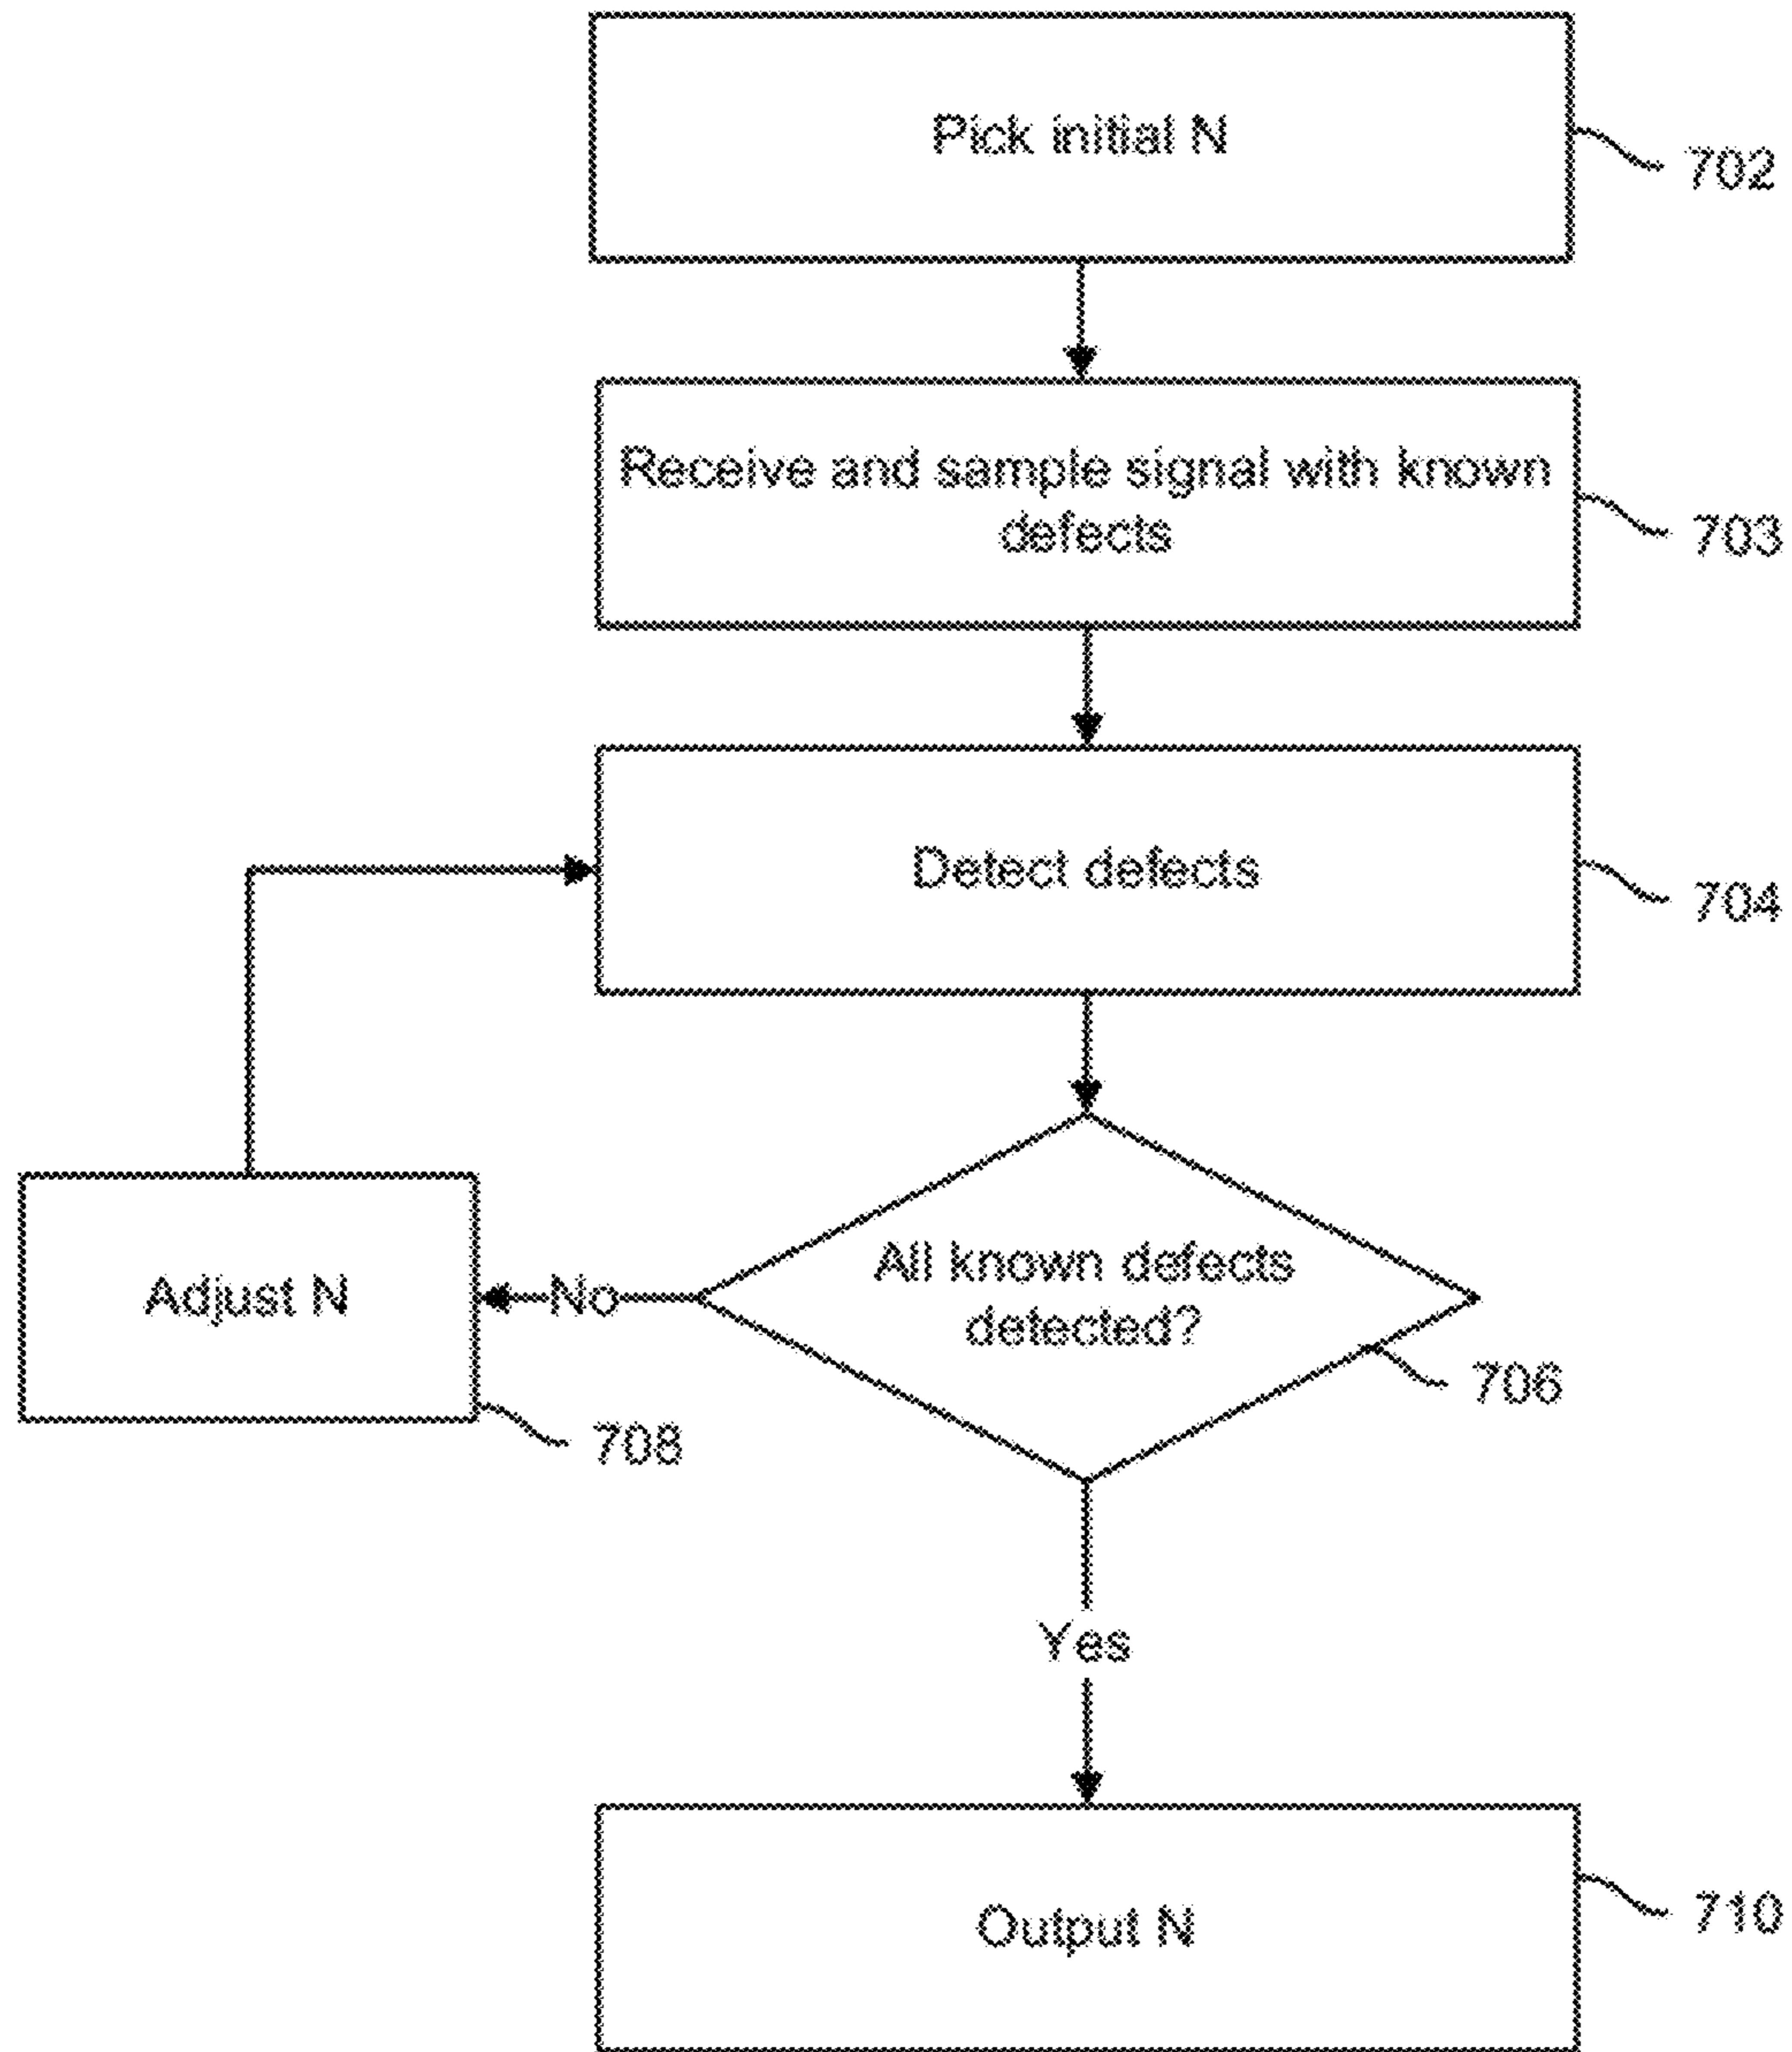 Pick initial N
702
Receive and sample signal with known
defects
703
Detect defects
704
All known defects
detected?
706
No
Adjust N
708
Yes
Output N
710